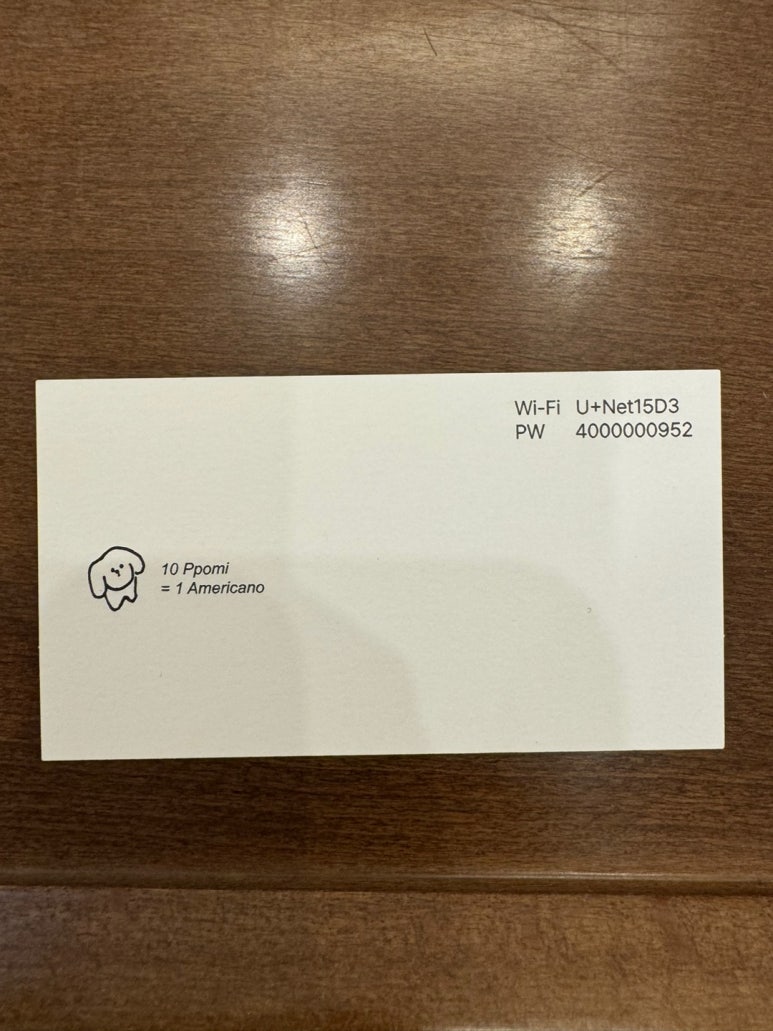 Wi-Fi U+Net15D3
PW 4000000952
10 Ppomi
= 1 Americano